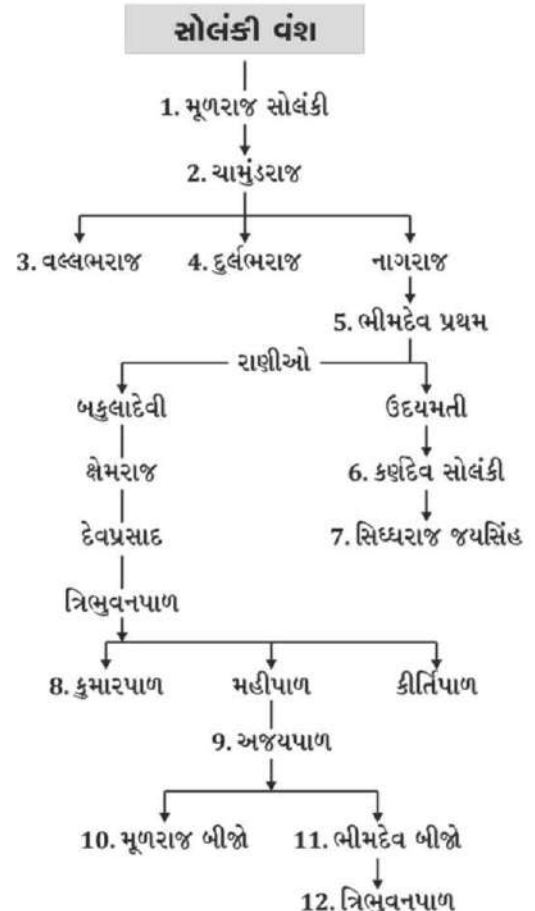 સોલંકી વંશ
1. મૂળરાજ સોલંકી
2. ચામુંડરાજ
3. વલ્લભરાજ 4. દુર્લભરાજ નાગરાજ
5. ભીમદેવ પ્રથમ
રાણીઓ
બકુલાદેવી ઉદયમતી
ક્ષેમરાજ 6. કર્ણદેવ સોલંકી
દેવપ્રસાદ 7. સિધ્ધરાજ જયસિંહ
ત્રિભુવનપાળ
8. કુમારપાળ મહીપાળ કીર્તિપાળ
9. અજયપાળ
10. મૂળરાજ બીજો 11. ભીમદેવ બીજો
12. ત્રિભુવનપાળ